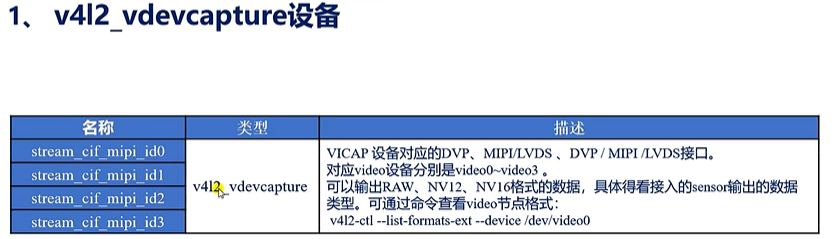 1、 v4l2_vdevcapture设备
名称 类型 描述
stream_cif_mipi_id0
stream_cif_mipi_id1
stream_cif_mipi_id2
stream_cif_mipi_id3
v4l2_vdevcapture
VICAP 设备对应的DVP、MIPI/LVDS 、DVP / MIPI /LVDS接口。
对应video设备分别是video0~video3 。
可以输出RAW、NV12、NV16格式的数据，具体得看接入的sensor输出的数据
类型。可通过命令查看video节点格式：
v4l2-ctl --list-formats-ext --device /dev/video0